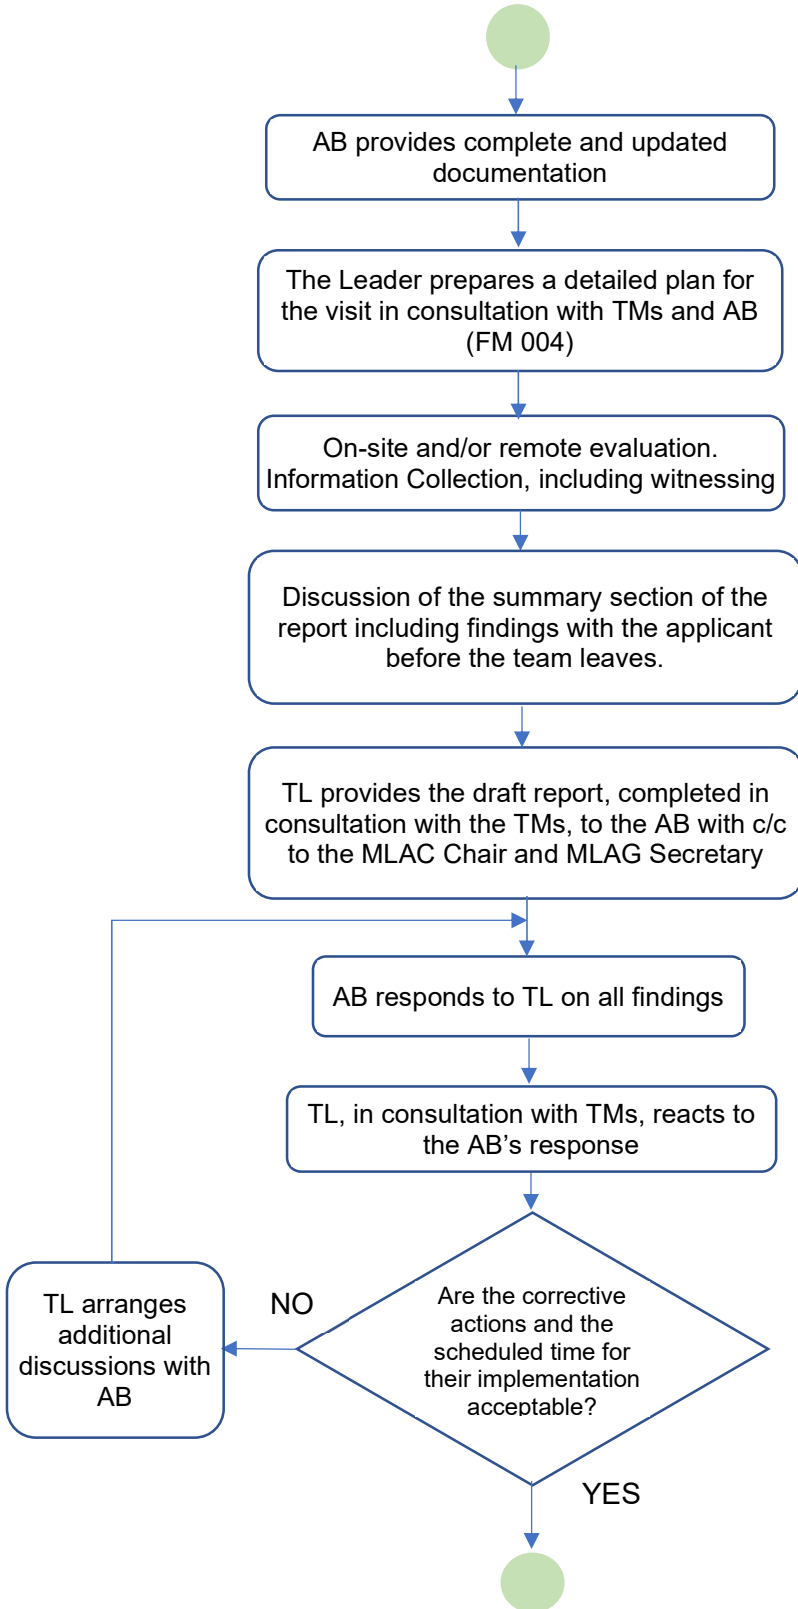 AB provides complete and updated
documentation
The Leader prepares a detailed plan for
the visit in consultation with TMs and AB
(FM 004)
On-site and/or remote evaluation.
Information Collection, including witnessing
Discussion of the summary section of the
report including findings with the applicant
before the team leaves.
TL provides the draft report, completed in
consultation with the TMs, to the AB with c/c
to the MLAC Chair and MLAG Secretary
AB responds to TL on all findings
TL, in consultation with TMs, reacts to
the AB’s response
Are the corrective
actions and the
scheduled time for
their implementation
acceptable?
NO
TL arranges
additional
discussions with
AB
YES